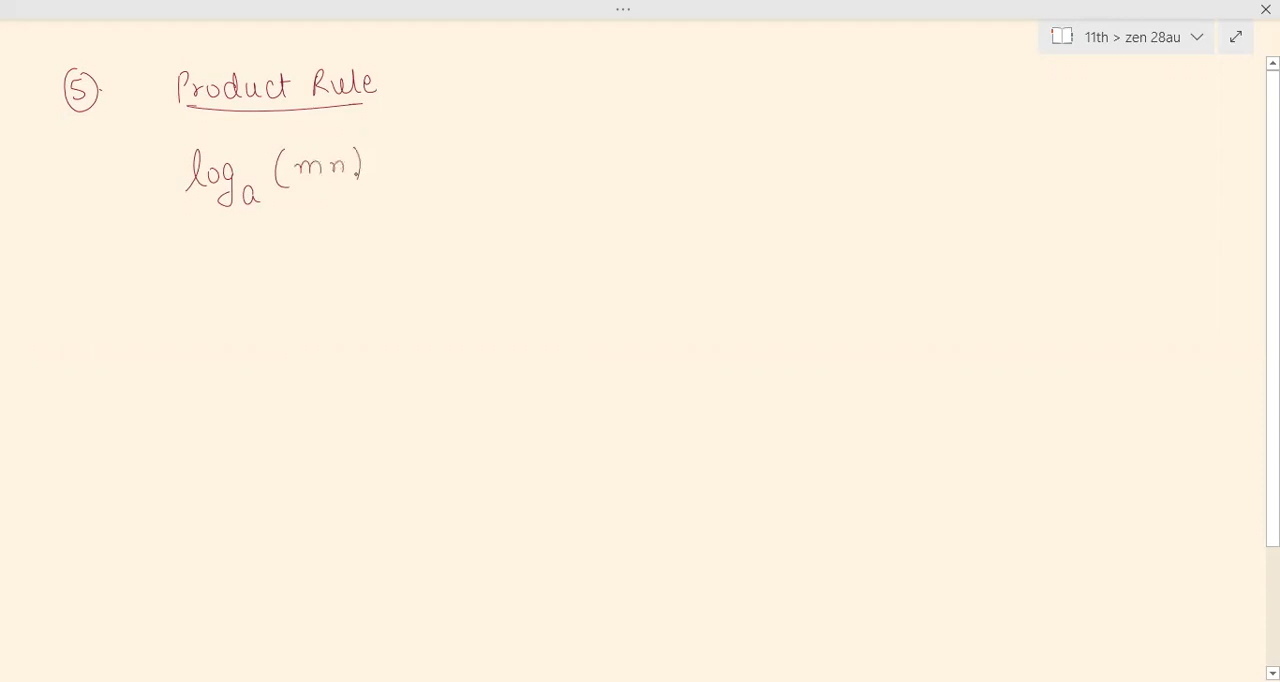 ...
11th > zen 28au
(5). Product Rule
logₐ (mn)